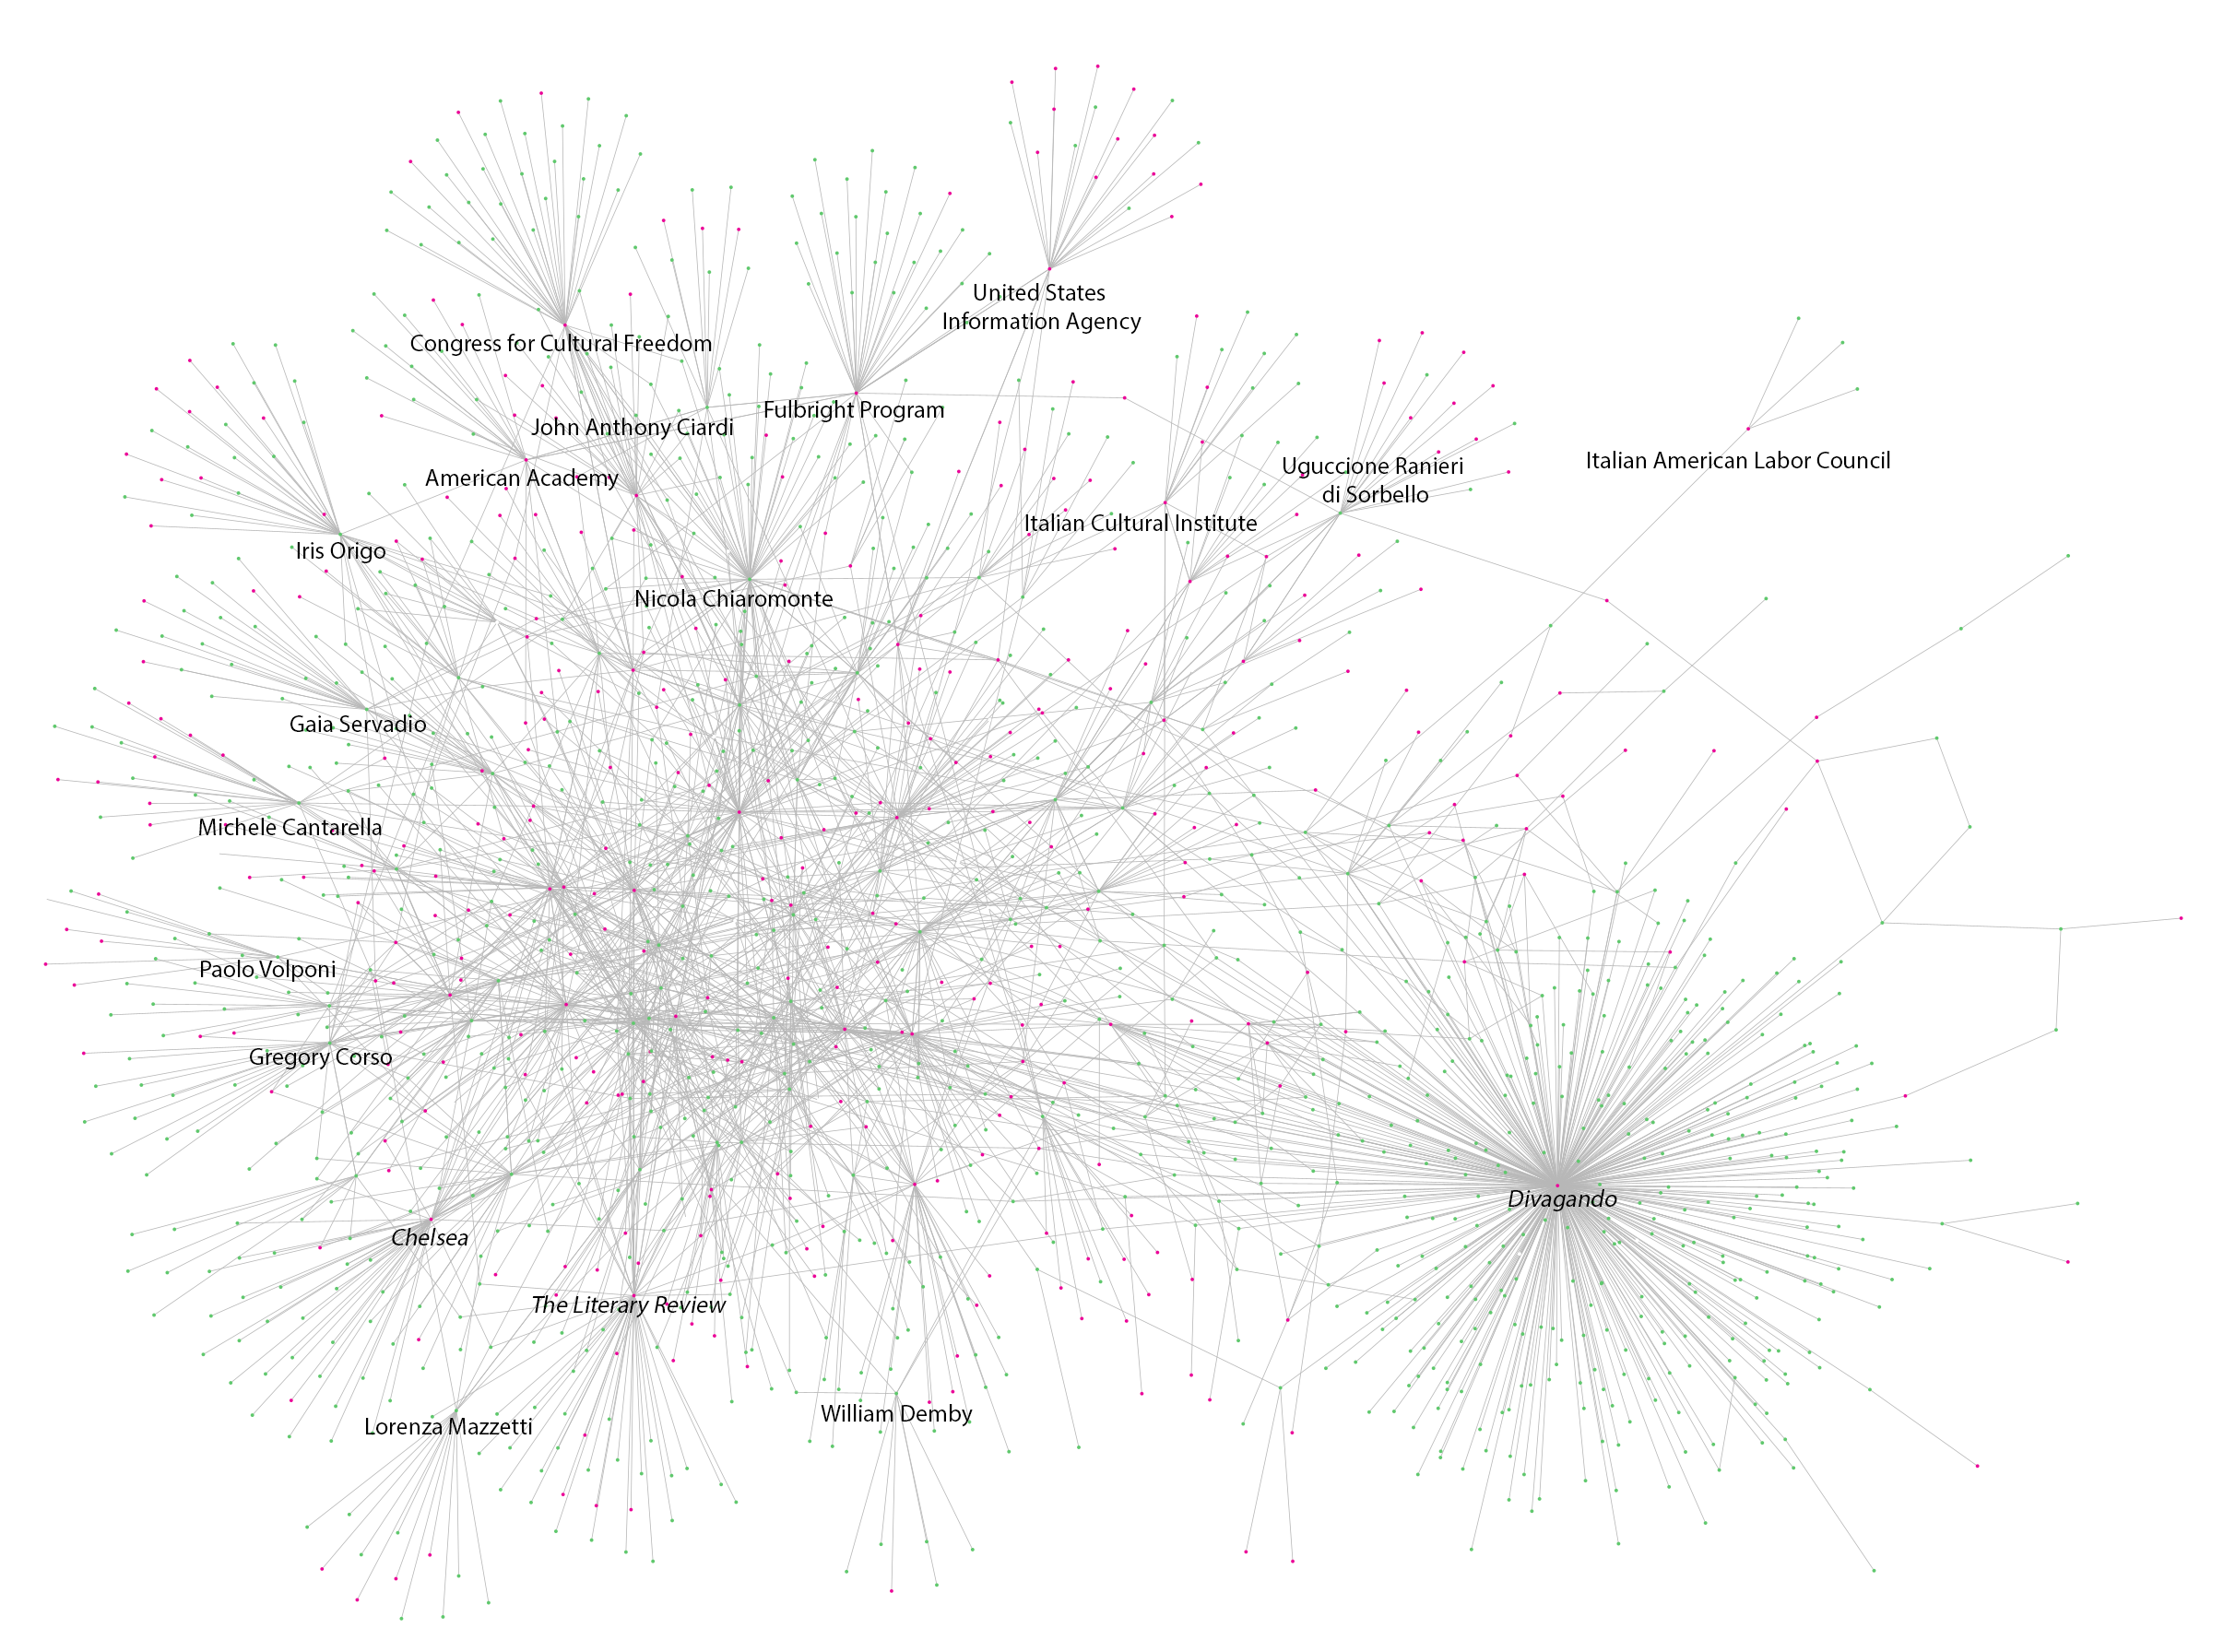 United States
Information Agency
Congress for Cultural Freedom
Fulbright Program
John Anthony Ciardi
American Academy
Uguccione Ranieri
di Sorbello
Italian American Labor Council
Italian Cultural Institute
Iris Origo
Nicola Chiaromonte
Gaia Servadio
Michele Cantarella
Paolo Volponi
Gregory Corso
Divagando
Chelsea
The Literary Review
William Demby
Lorenza Mazzetti